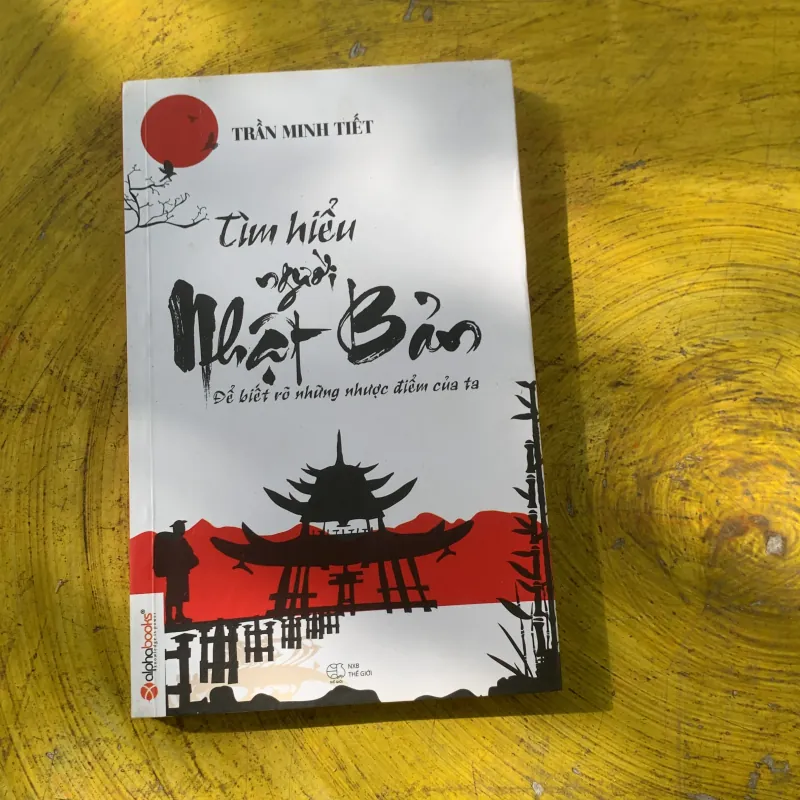 TRẦN MINH TIẾT
Tìm hiểu
người
Nhật Bản
Để biết rõ những nhược điểm của ta
alphabooks®
NXB
THẾ GIỚI